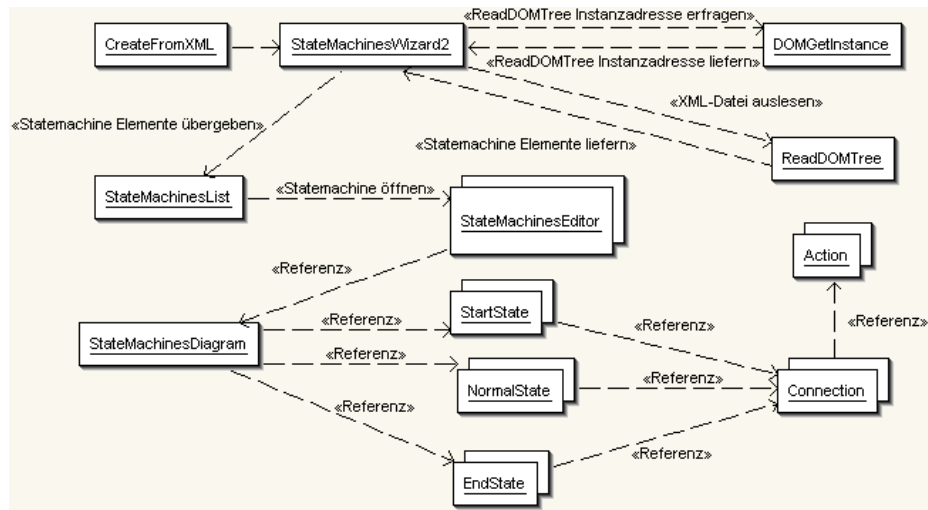 «ReadDOMTree Instanzadresse erfragen»
CreateFromXML
StateMachinesWizard2
DOMGetInstance
«ReadDOMTree Instanzadresse liefern»
«XML-Datei auslesen»
«Statemachine Elemente übergeben»
«Statemachine Elemente liefern»
ReadDOMTree
StateMachinesList
«Statemachine öffnen»
StateMachinesEditor
Action
«Referenz»
StartState
«Referenz»
«Referenz»
«Referenz»
StateMachinesDiagram
«Referenz»
«Referenz»
NormalState
Connection
«Referenz»
«Referenz»
EndState